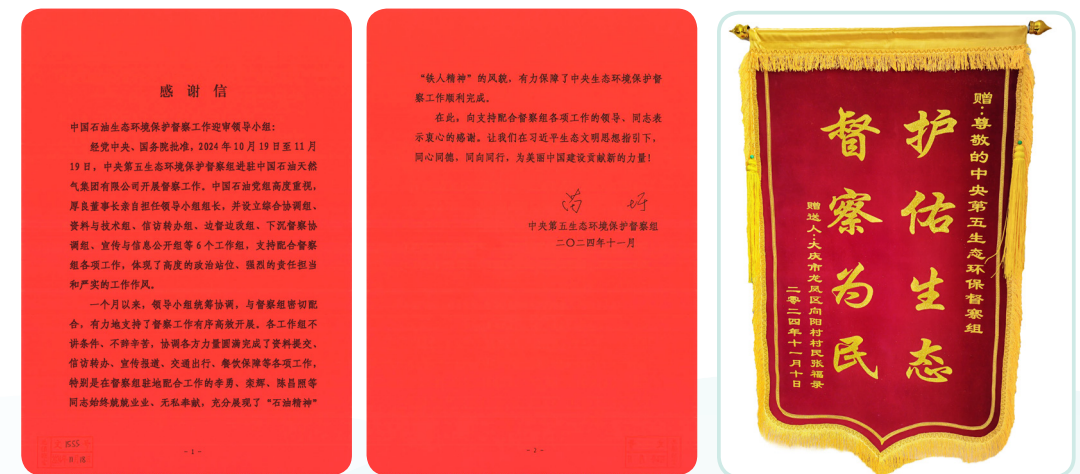 感谢信
中国石油生态环境保护督察工作迎审领导小组：
经党中央、国务院批准，2024年10月19日至11月
19日，中央第五生态环境保护督察组进驻中国石油天然
气集团有限公司开展督察工作。中国石油党组高度重视，
厚良董事长亲自担任领导小组组长，并设立综合协调组、
资料与技术组、信访转办组、边督边改组、下沉督察协
调组、宣传与信息公开组等6个工作组，支持配合督察
组各项工作，体现了高度的政治站位、强烈的责任担当
和严实的工作作风。
一个月以来，领导小组统筹协调，与督察组密切配
合，有力地支持了督察工作有序高效开展。各工作组不
讲条件、不辞辛苦，协调各方力量圆满完成了资料提交、
信访转办、宣传报道、交通出行、餐饮保障等各项工作，
特别是在督察组驻地配合工作的李勇、栾辉、陈昌照等
同志始终兢兢业业、无私奉献，充分展现了“石油精神”
- 1 -
“铁人精神”的风貌，有力保障了中央生态环境保护督
察工作顺利完成。
在此，向支持配合督察组各项工作的领导、同志表
示衷心的感谢。让我们在习近平生态文明思想指引下，
同心同德，同向同行，为美丽中国建设贡献新的力量！
中央第五生态环境保护督察组
二〇二四年十一月
- 2 -
赠：尊敬的中央第五生态环保督察组
护佑生态
督察为民
赠送人：大庆市龙凤区向阳村村民张福录
二零二四年十一月十日